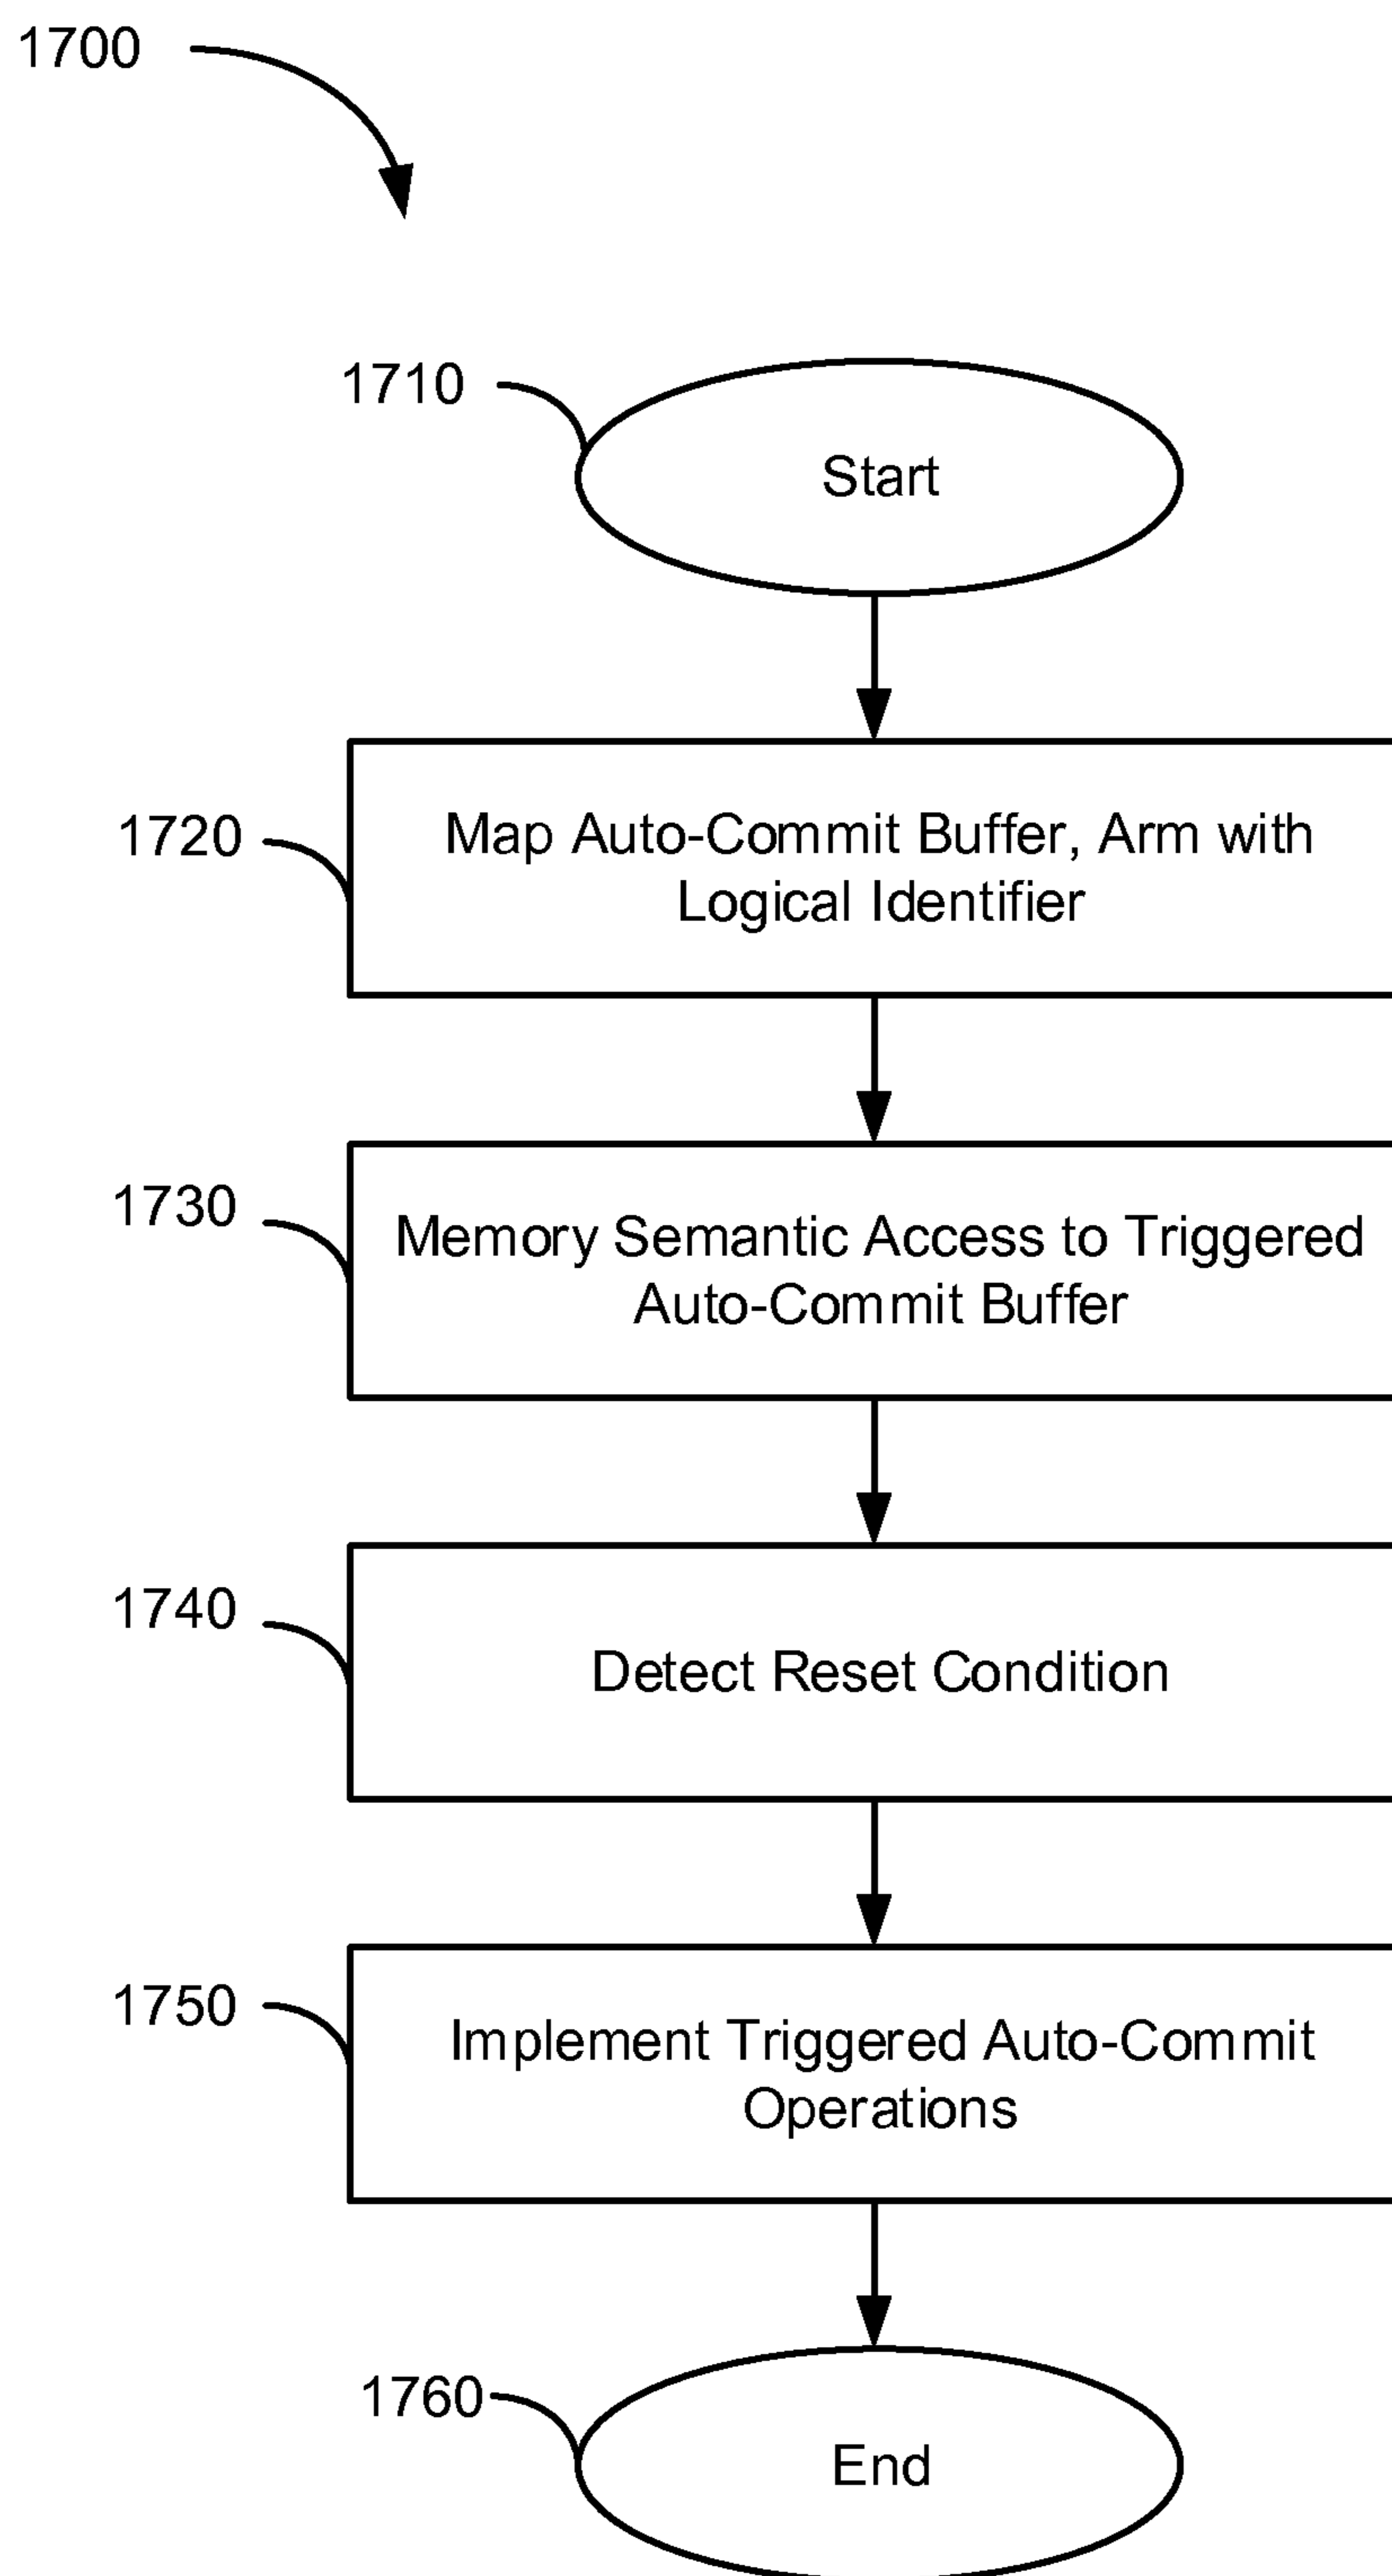 1700
1710
Start
1720
Map Auto-Commit Buffer, Arm with
Logical Identifier
1730
Memory Semantic Access to Triggered
Auto-Commit Buffer
1740
Detect Reset Condition
1750
Implement Triggered Auto-Commit
Operations
1760
End